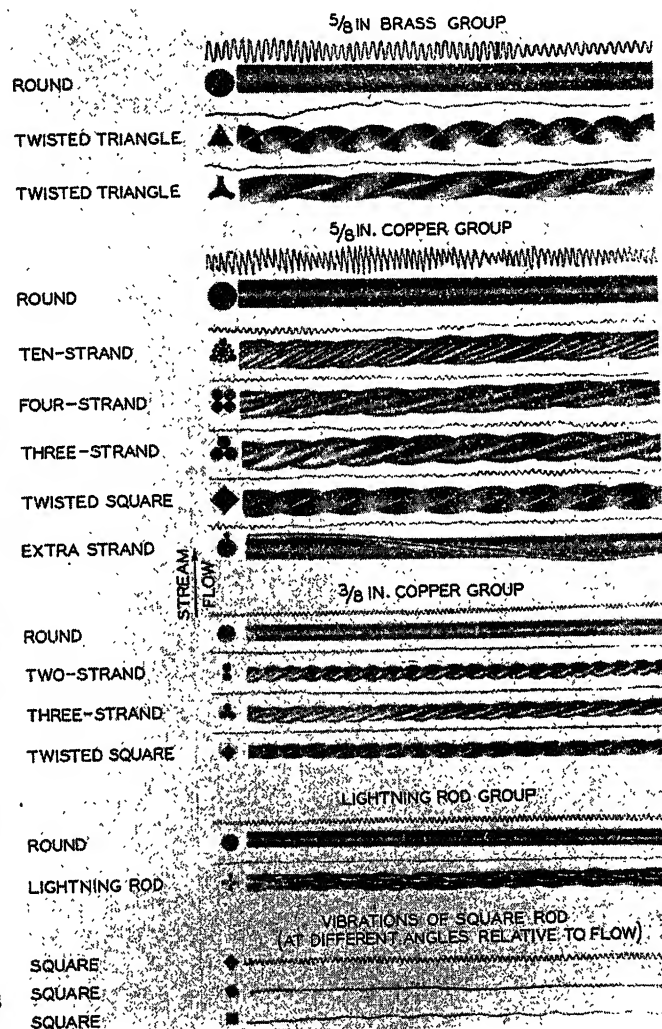 5/8 IN BRASS GROUP
ROUND
TWISTED TRIANGLE
TWISTED TRIANGLE
5/8 IN. COPPER GROUP
ROUND
TEN-STRAND
FOUR-STRAND
THREE-STRAND
TWISTED SQUARE
EXTRA STRAND
STREAM
FLOW
3/8 IN. COPPER GROUP
ROUND
TWO-STRAND
THREE-STRAND
TWISTED SQUARE
LIGHTNING ROD GROUP
ROUND
LIGHTNING ROD
VIBRATIONS OF SQUARE ROD
(AT DIFFERENT ANGLES RELATIVE TO FLOW)
SQUARE
SQUARE
SQUARE